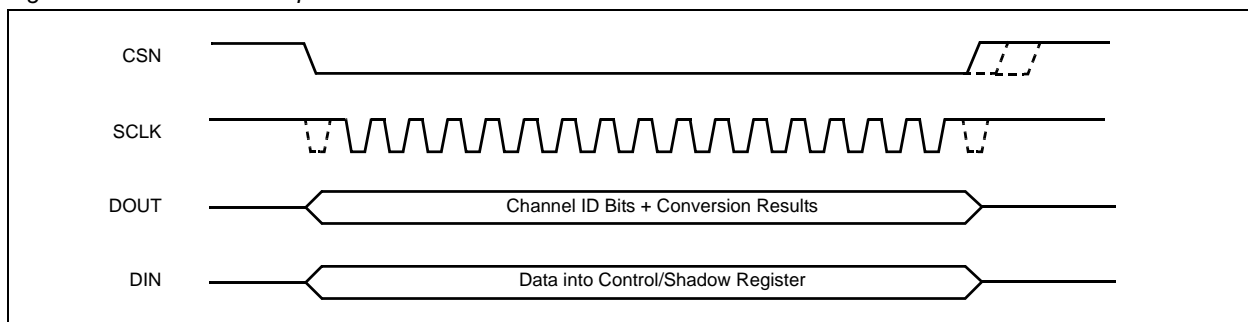 CSN
SCLK
DOUT
Channel ID Bits + Conversion Results
DIN
Data into Control/Shadow Register